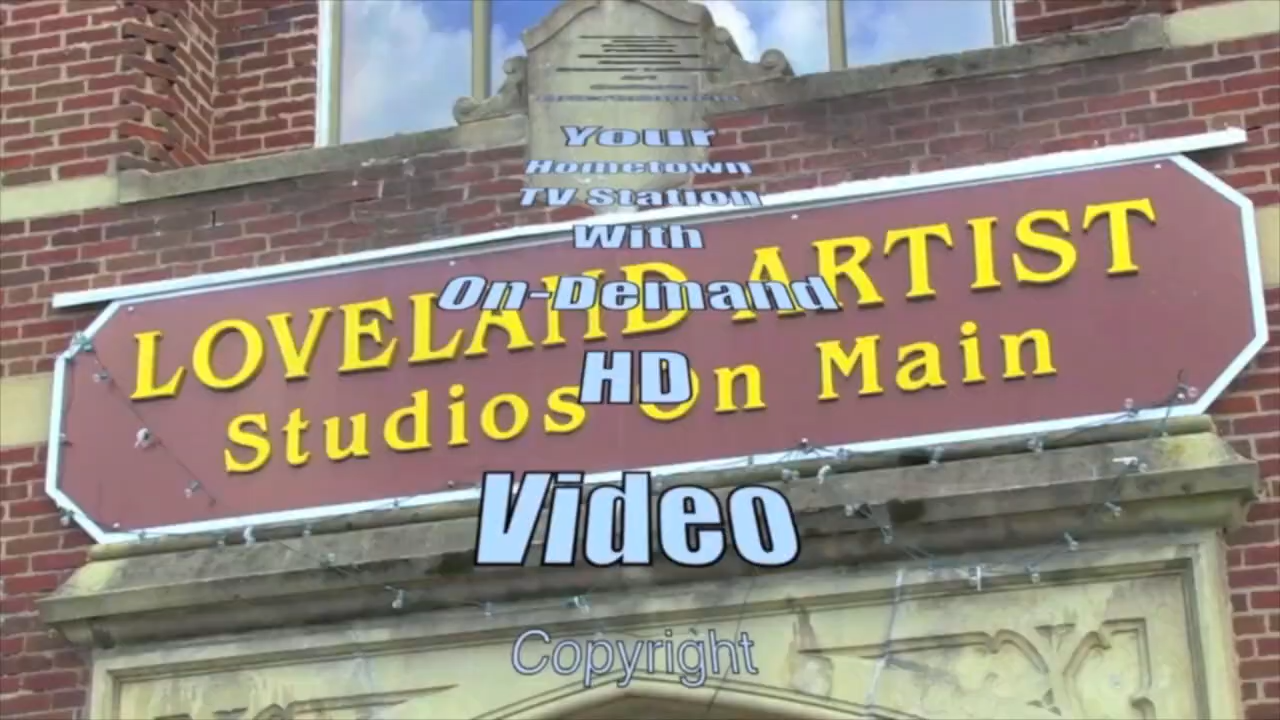 Your
Hometown
TV Station
With
On-Demand
HD
Video
Copyright
LOVELAND ARTIST
Studios On Main